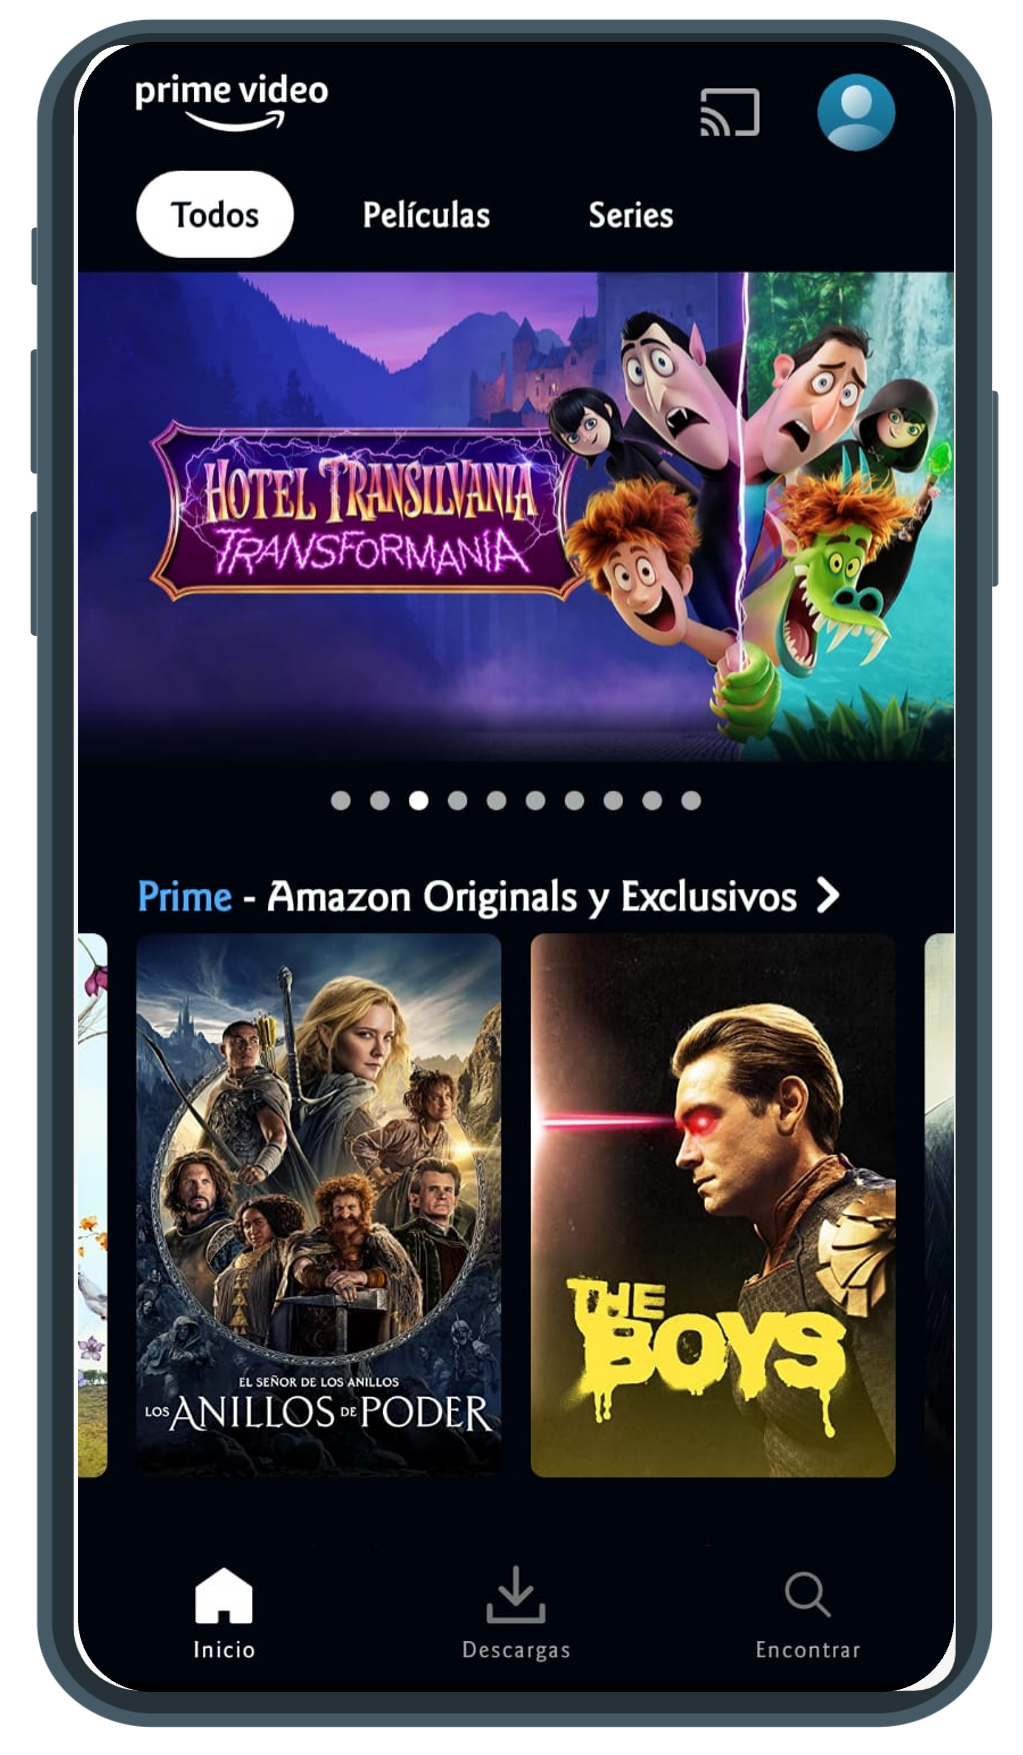 prime video
Todos Películas Series
HOTEL TRANSILVANIA
TRANSFORMANÍA
Prime - Amazon Originals y Exclusivos
EL SEÑOR DE LOS ANILLOS
LOS ANILLOS DE PODER
THE
BOYS
Inicio Descargas Encontrar